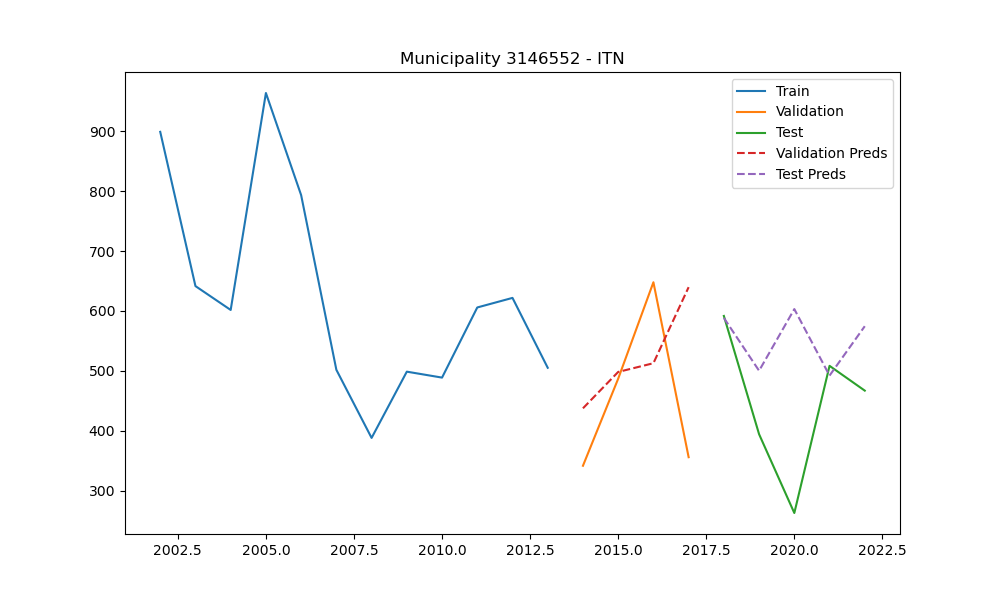 Municipality 3146552 - ITN
Train
Validation
Test
Validation Preds
Test Preds
900
800
700
600
500
400
300
2002.5 2005.0 2007.5 2010.0 2012.5 2015.0 2017.5 2020.0 2022.5